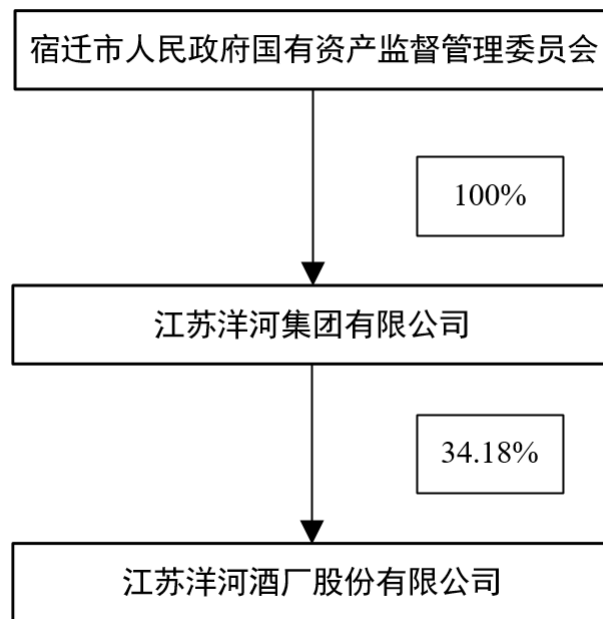 宿迁市人民政府国有资产监督管理委员会
100%
江苏洋河集团有限公司
34.18%
江苏洋河酒厂股份有限公司